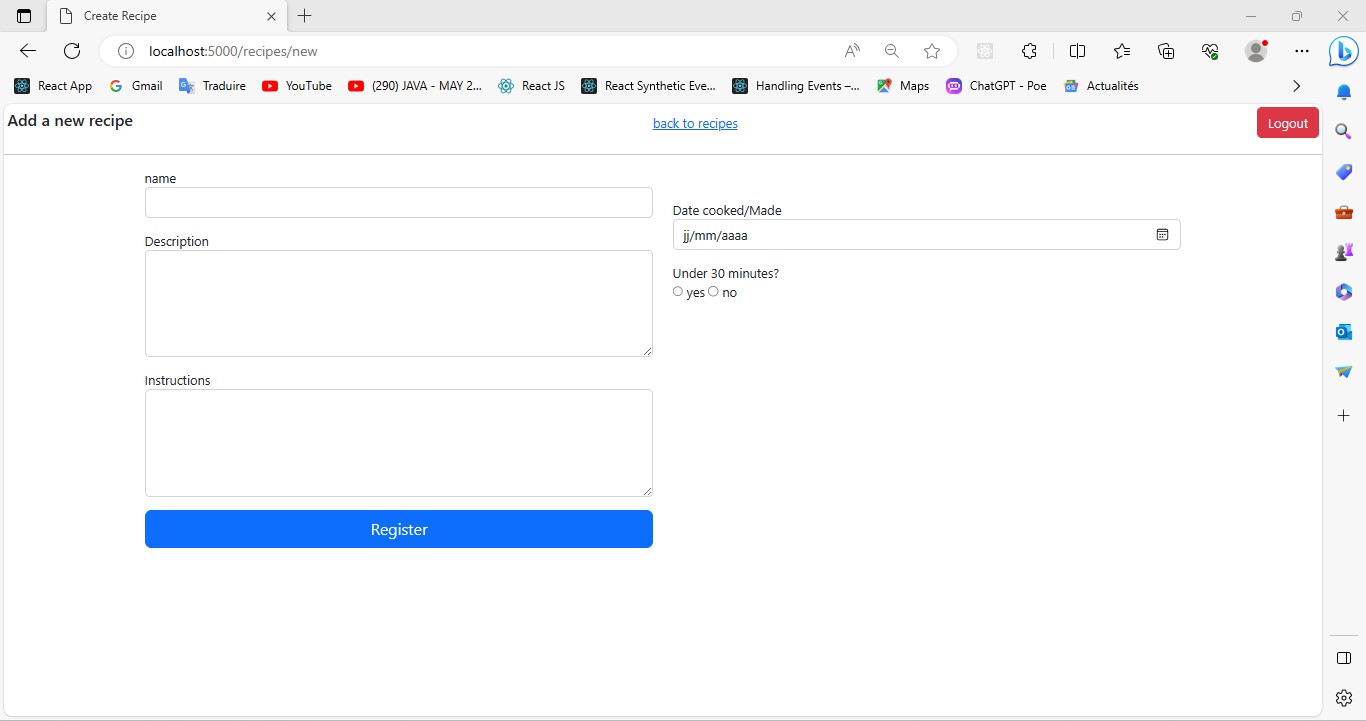 Create Recipe
localhost:5000/recipes/new
React App Gmail Traduire YouTube (290) JAVA - MAY 2... React JS React Synthetic Eve... Handling Events –... Maps ChatGPT - Poe Actualités
Add a new recipe
back to recipes
Logout
name
Description
Instructions
Register
Date cooked/Made
jj/mm/aaaa
Under 30 minutes?
yes no